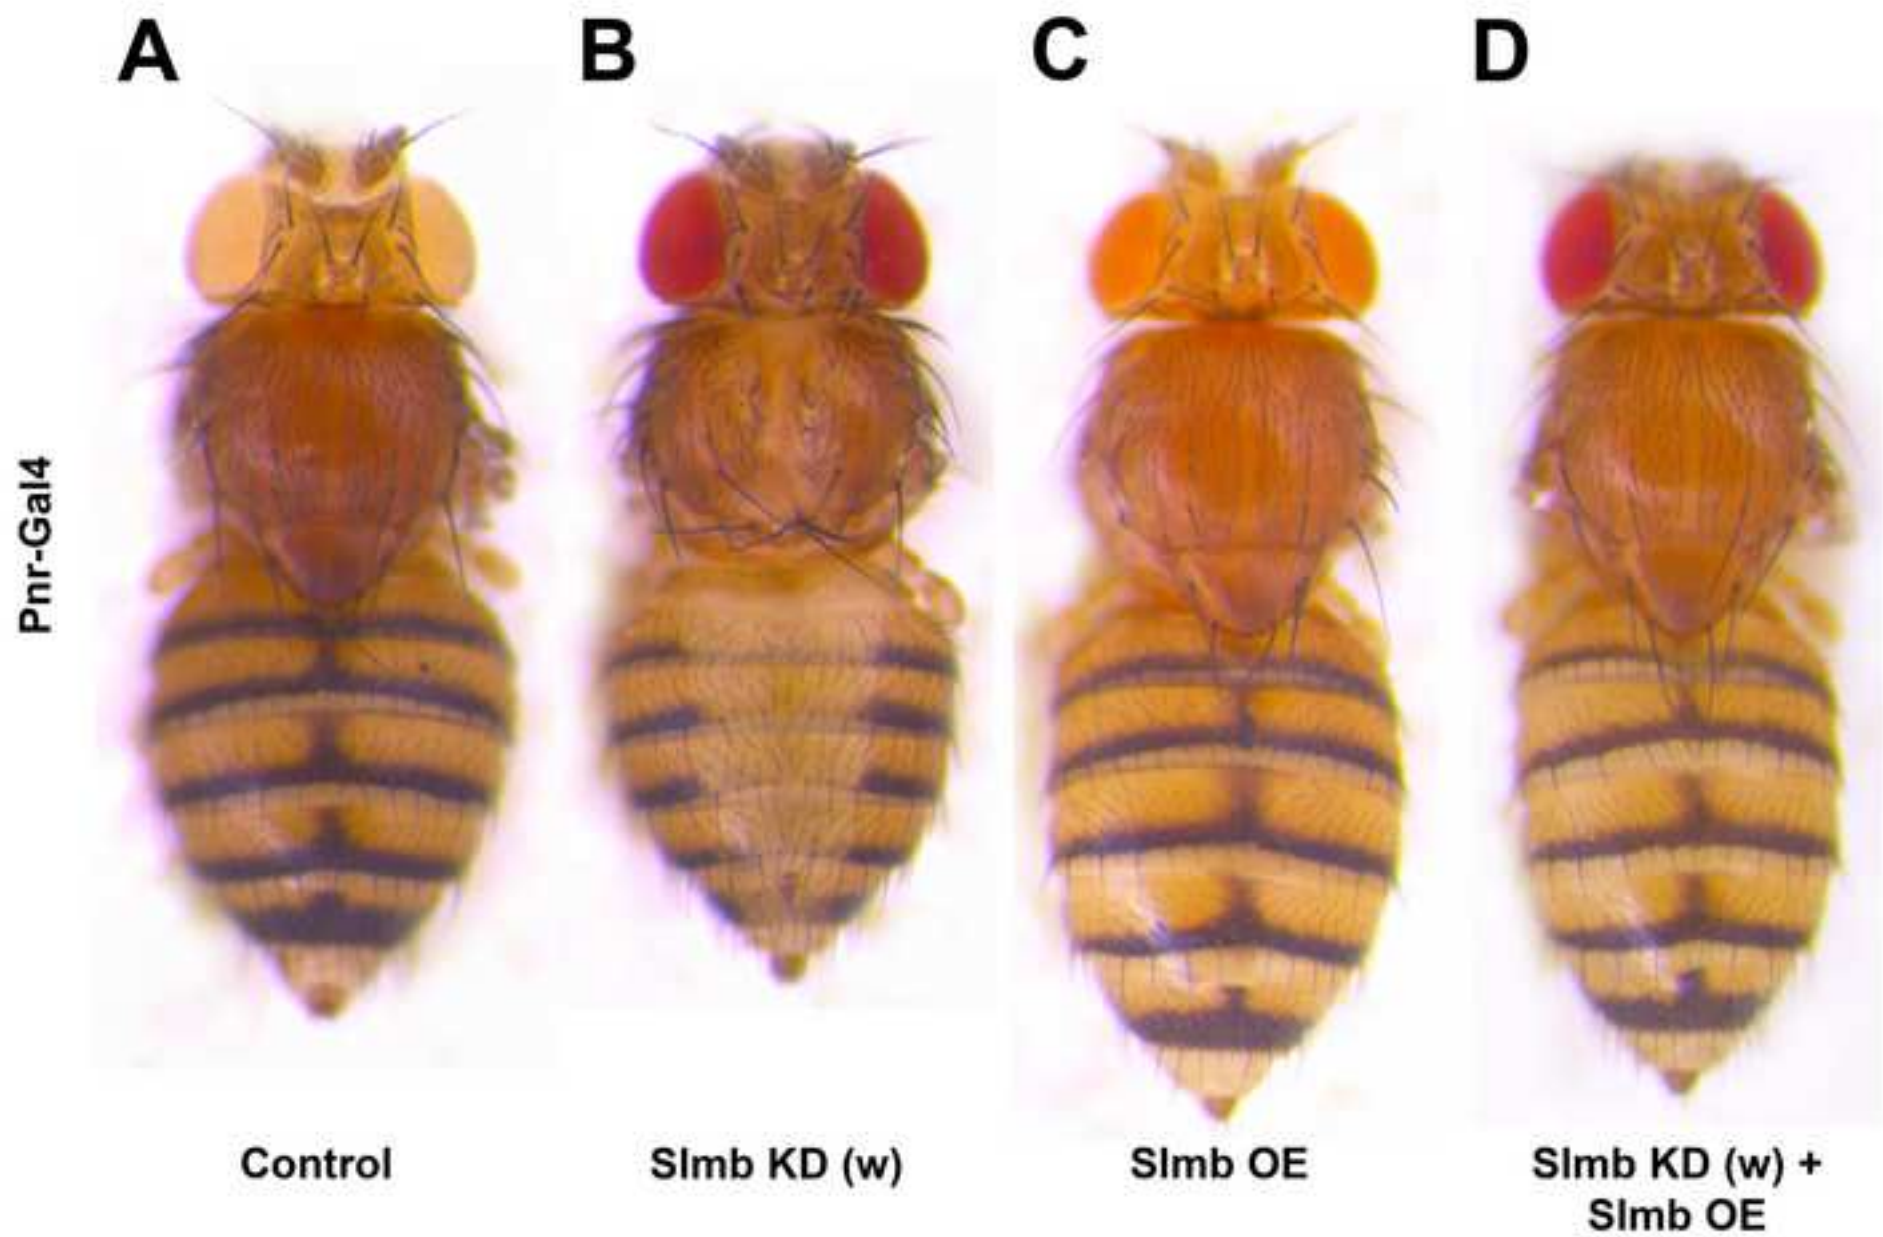 A
B
C
D
Pnr-Gal4
Control
Slmb KD (w)
Slmb OE
Slmb KD (w) +
Slmb OE